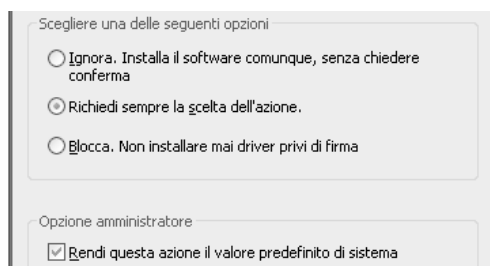 Scegliere una delle seguenti opzioni
Ignora. Installa il software comunque, senza chiedere
conferma
Richiedi sempre la scelta dell'azione.
Blocca. Non installare mai driver privi di firma
Opzione amministratore
Rendi questa azione il valore predefinito di sistema